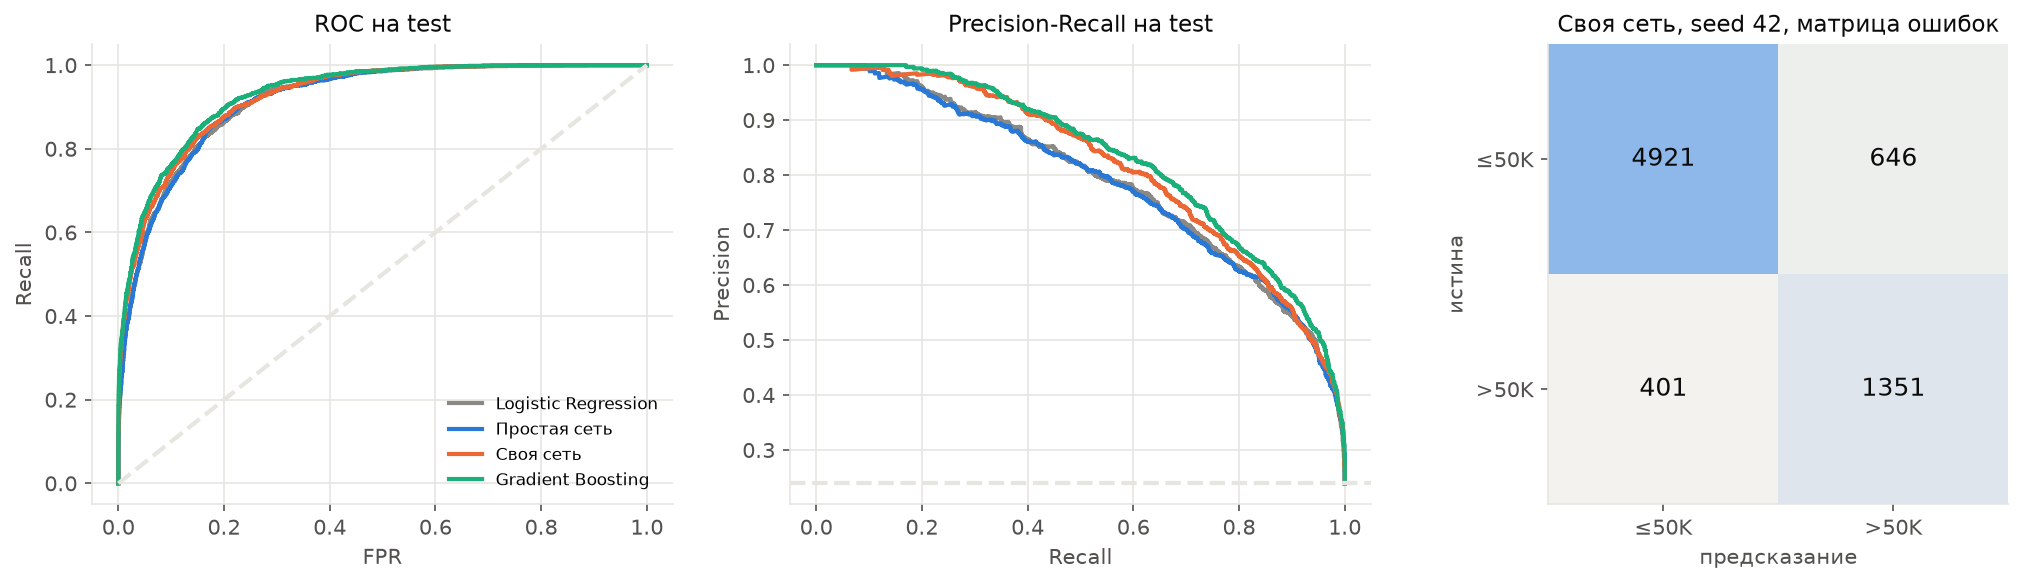 ROC на test
Recall
1.0
0.8
0.6
0.4
0.2
0.0
Logistic Regression
Простая сеть
Своя сеть
Gradient Boosting
0.0 0.2 0.4 0.6 0.8 1.0
FPR
Precision-Recall на test
Precision
1.0
0.9
0.8
0.7
0.6
0.5
0.4
0.3
0.0 0.2 0.4 0.6 0.8 1.0
Recall
Своя сеть, seed 42, матрица ошибок
истина
≤50K 4921 646
>50K 401 1351
≤50K >50K
предсказание